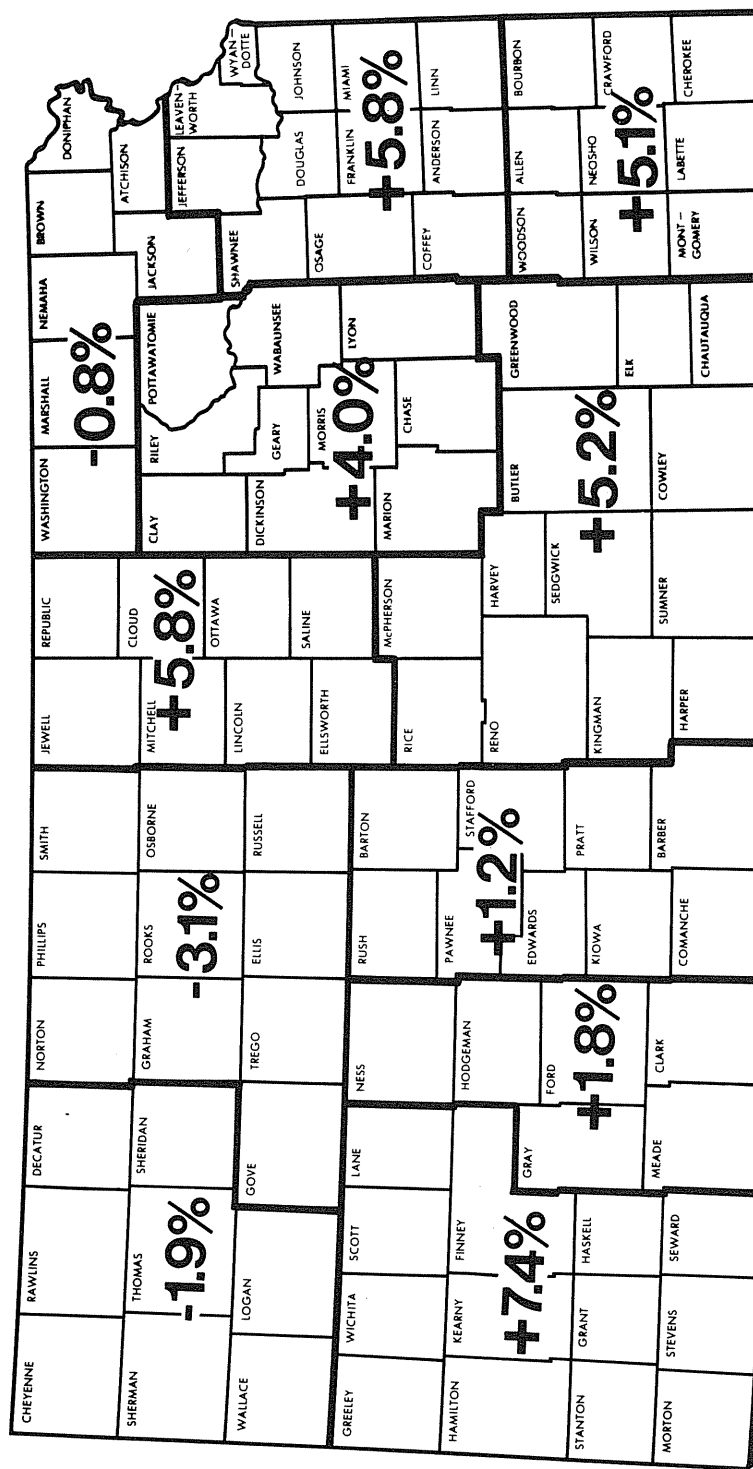 CHEYENNE
RAWLINS
DECATUR
NORTON
PHILLIPS
SMITH
JEWELL
REPUBLIC
WASHINGTON
MARSHALL
NEMAHA
BROWN
DONIPHAN
SHERMAN
THOMAS
SHERIDAN
GRAHAM
ROOKS
OSBORNE
MITCHELL
CLOUD
CLAY
RILEY
POTTAWATOMIE
JACKSON
ATCHISON
JEFFERSON
LEAVEN-
WORTH
WYAN-
DOTTE
-1.9%
-3.1%
+5.8%
-0.8%
WALLACE
LOGAN
GOVE
TREGO
ELLIS
RUSSELL
LINCOLN
OTTAWA
ELLSWORTH
SALINE
DICKINSON
GEARY
MORRIS
WABAUNSEE
SHAWNEE
OSAGE
DOUGLAS
JOHNSON
FRANKLIN
MIAMI
+4.0%
+5.8%
GREELEY
WICHITA
SCOTT
LANE
NESS
RUSH
BARTON
RICE
McPHERSON
MARION
CHASE
LYON
COFFEY
ANDERSON
LINN
HAMILTON
KEARNY
FINNEY
HODGEMAN
PAWNEE
STAFFORD
RENO
HARVEY
BUTLER
GREENWOOD
WOODSON
ALLEN
BOURBON
+7.4%
GRAY
FORD
EDWARDS
+1.2%
SEDGWICK
+5.2%
+5.1%
STANTON
GRANT
HASKELL
+1.8%
KIOWA
PRATT
KINGMAN
ELK
WILSON
NEOSHO
CRAWFORD
MORTON
STEVENS
SEWARD
MEADE
CLARK
COMANCHE
BARBER
HARPER
SUMNER
COWLEY
CHAUTAUQUA
MONT-
GOMERY
LABETTE
CHEROKEE